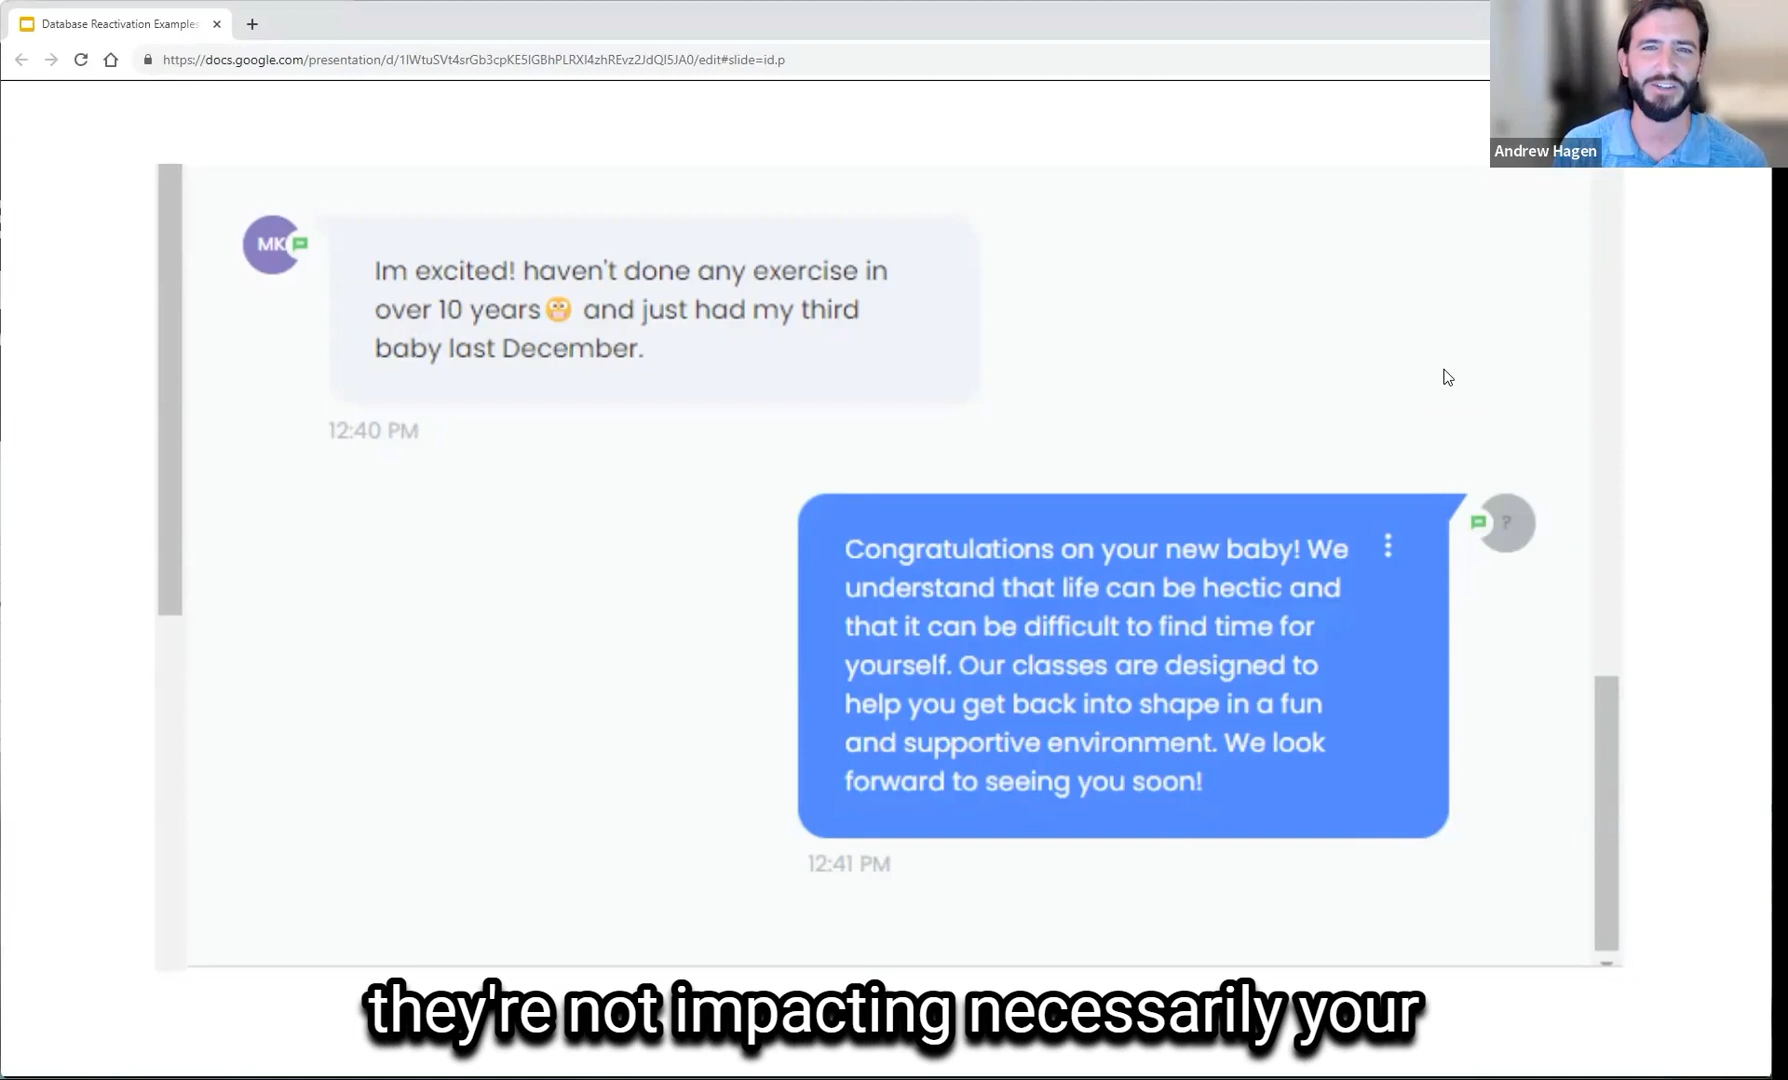 Database Reactivation Examples
https://docs.google.com/presentation/d/1lWtuSVt4srGb3cpKE5IGBhPLRXl4zhREvz2JdQl5JA0/edit#slide=id.p
Andrew Hagen
MK
Im excited! haven't done any exercise in
over 10 years😬 and just had my third
baby last December.
12:40 PM
?
Congratulations on your new baby! We
understand that life can be hectic and
that it can be difficult to find time for
yourself. Our classes are designed to
help you get back into shape in a fun
and supportive environment. We look
forward to seeing you soon!
12:41 PM
they're not impacting necessarily your